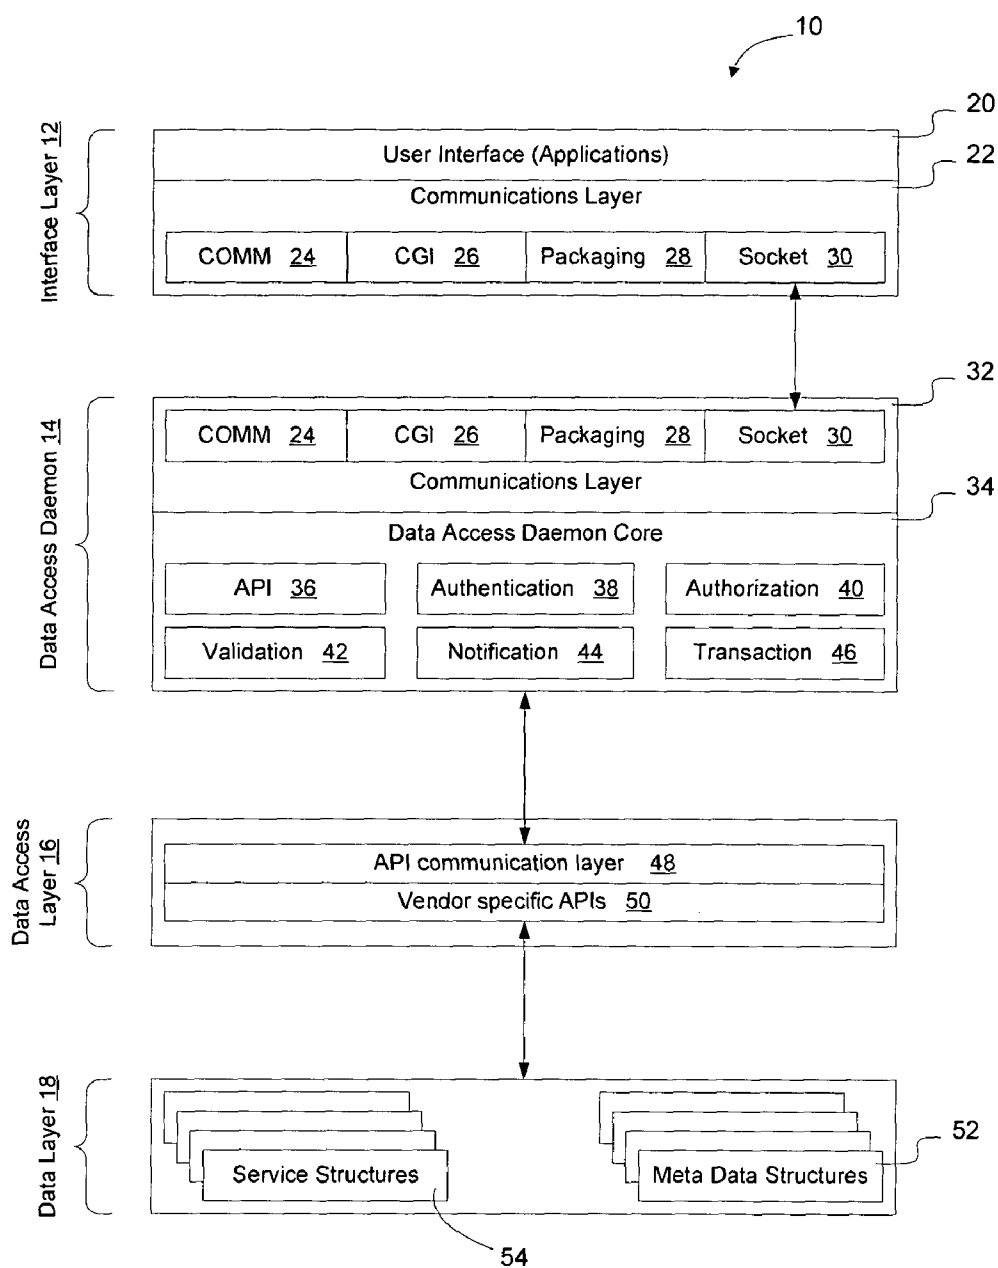 10
Interface Layer 12
20
User Interface (Applications)
22
Communications Layer
COMM 24
CGI 26
Packaging 28
Socket 30
Data Access Daemon 14
32
COMM 24
CGI 26
Packaging 28
Socket 30
Communications Layer
34
Data Access Daemon Core
API 36
Authentication 38
Authorization 40
Validation 42
Notification 44
Transaction 46
Data Access
Layer 16
API communication layer 48
Vendor specific APIs 50
Data Layer 18
Service Structures
Meta Data Structures
52
54